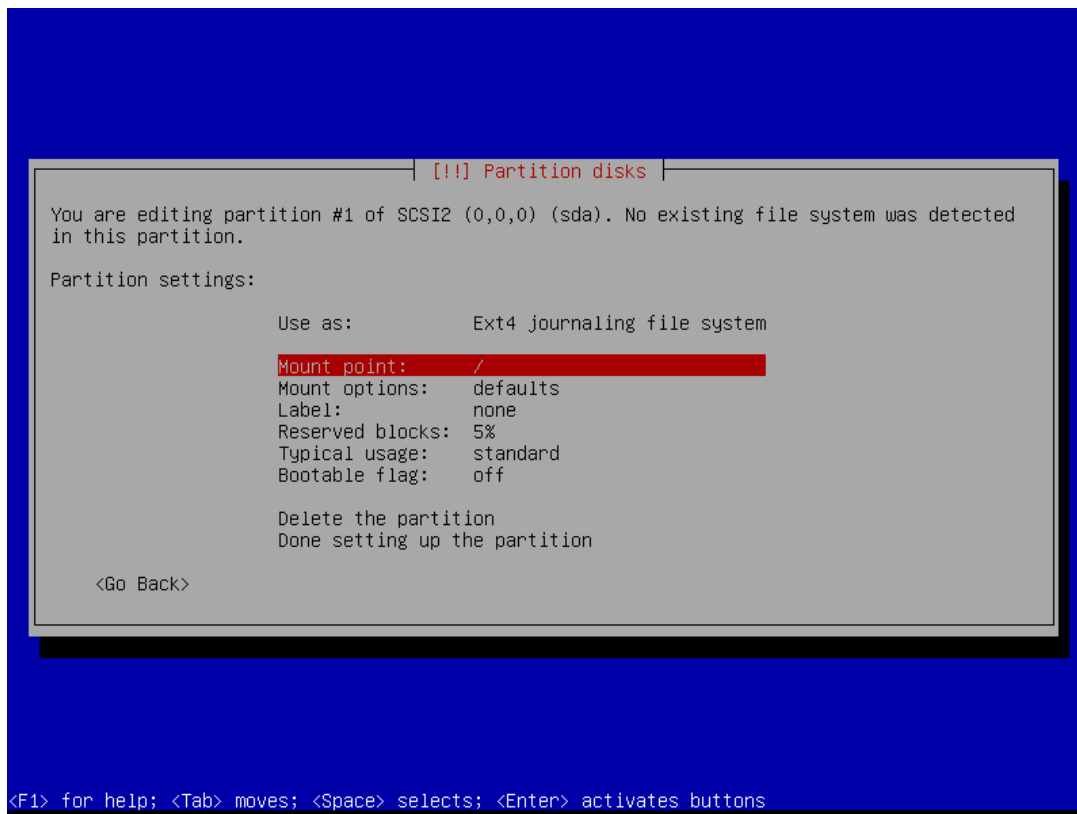 [!!] Partition disks
You are editing partition #1 of SCSI2 (0,0,0) (sda). No existing file system was detected
in this partition.
Partition settings:
Use as: Ext4 journaling file system
Mount point: /
Mount options: defaults
Label: none
Reserved blocks: 5%
Typical usage: standard
Bootable flag: off
Delete the partition
Done setting up the partition
<Go Back>
<F1> for help; <Tab> moves; <Space> selects; <Enter> activates buttons